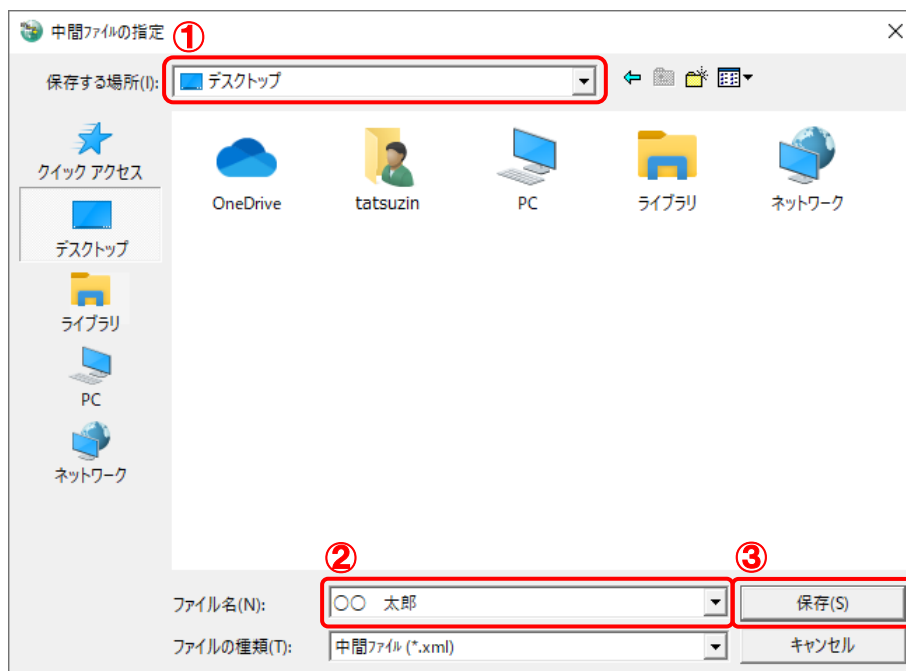 中間ﾌｧｲﾙの指定
①
保存する場所(I):
デスクトップ
クイック アクセス
デスクトップ
ライブラリ
PC
ネットワーク
OneDrive
tatsuzin
PC
ライブラリ
ネットワーク
②
③
ファイル名(N):
〇〇　太郎
保存(S)
ファイルの種類(T):
中間ﾌｧｲﾙ (*.xml)
キャンセル